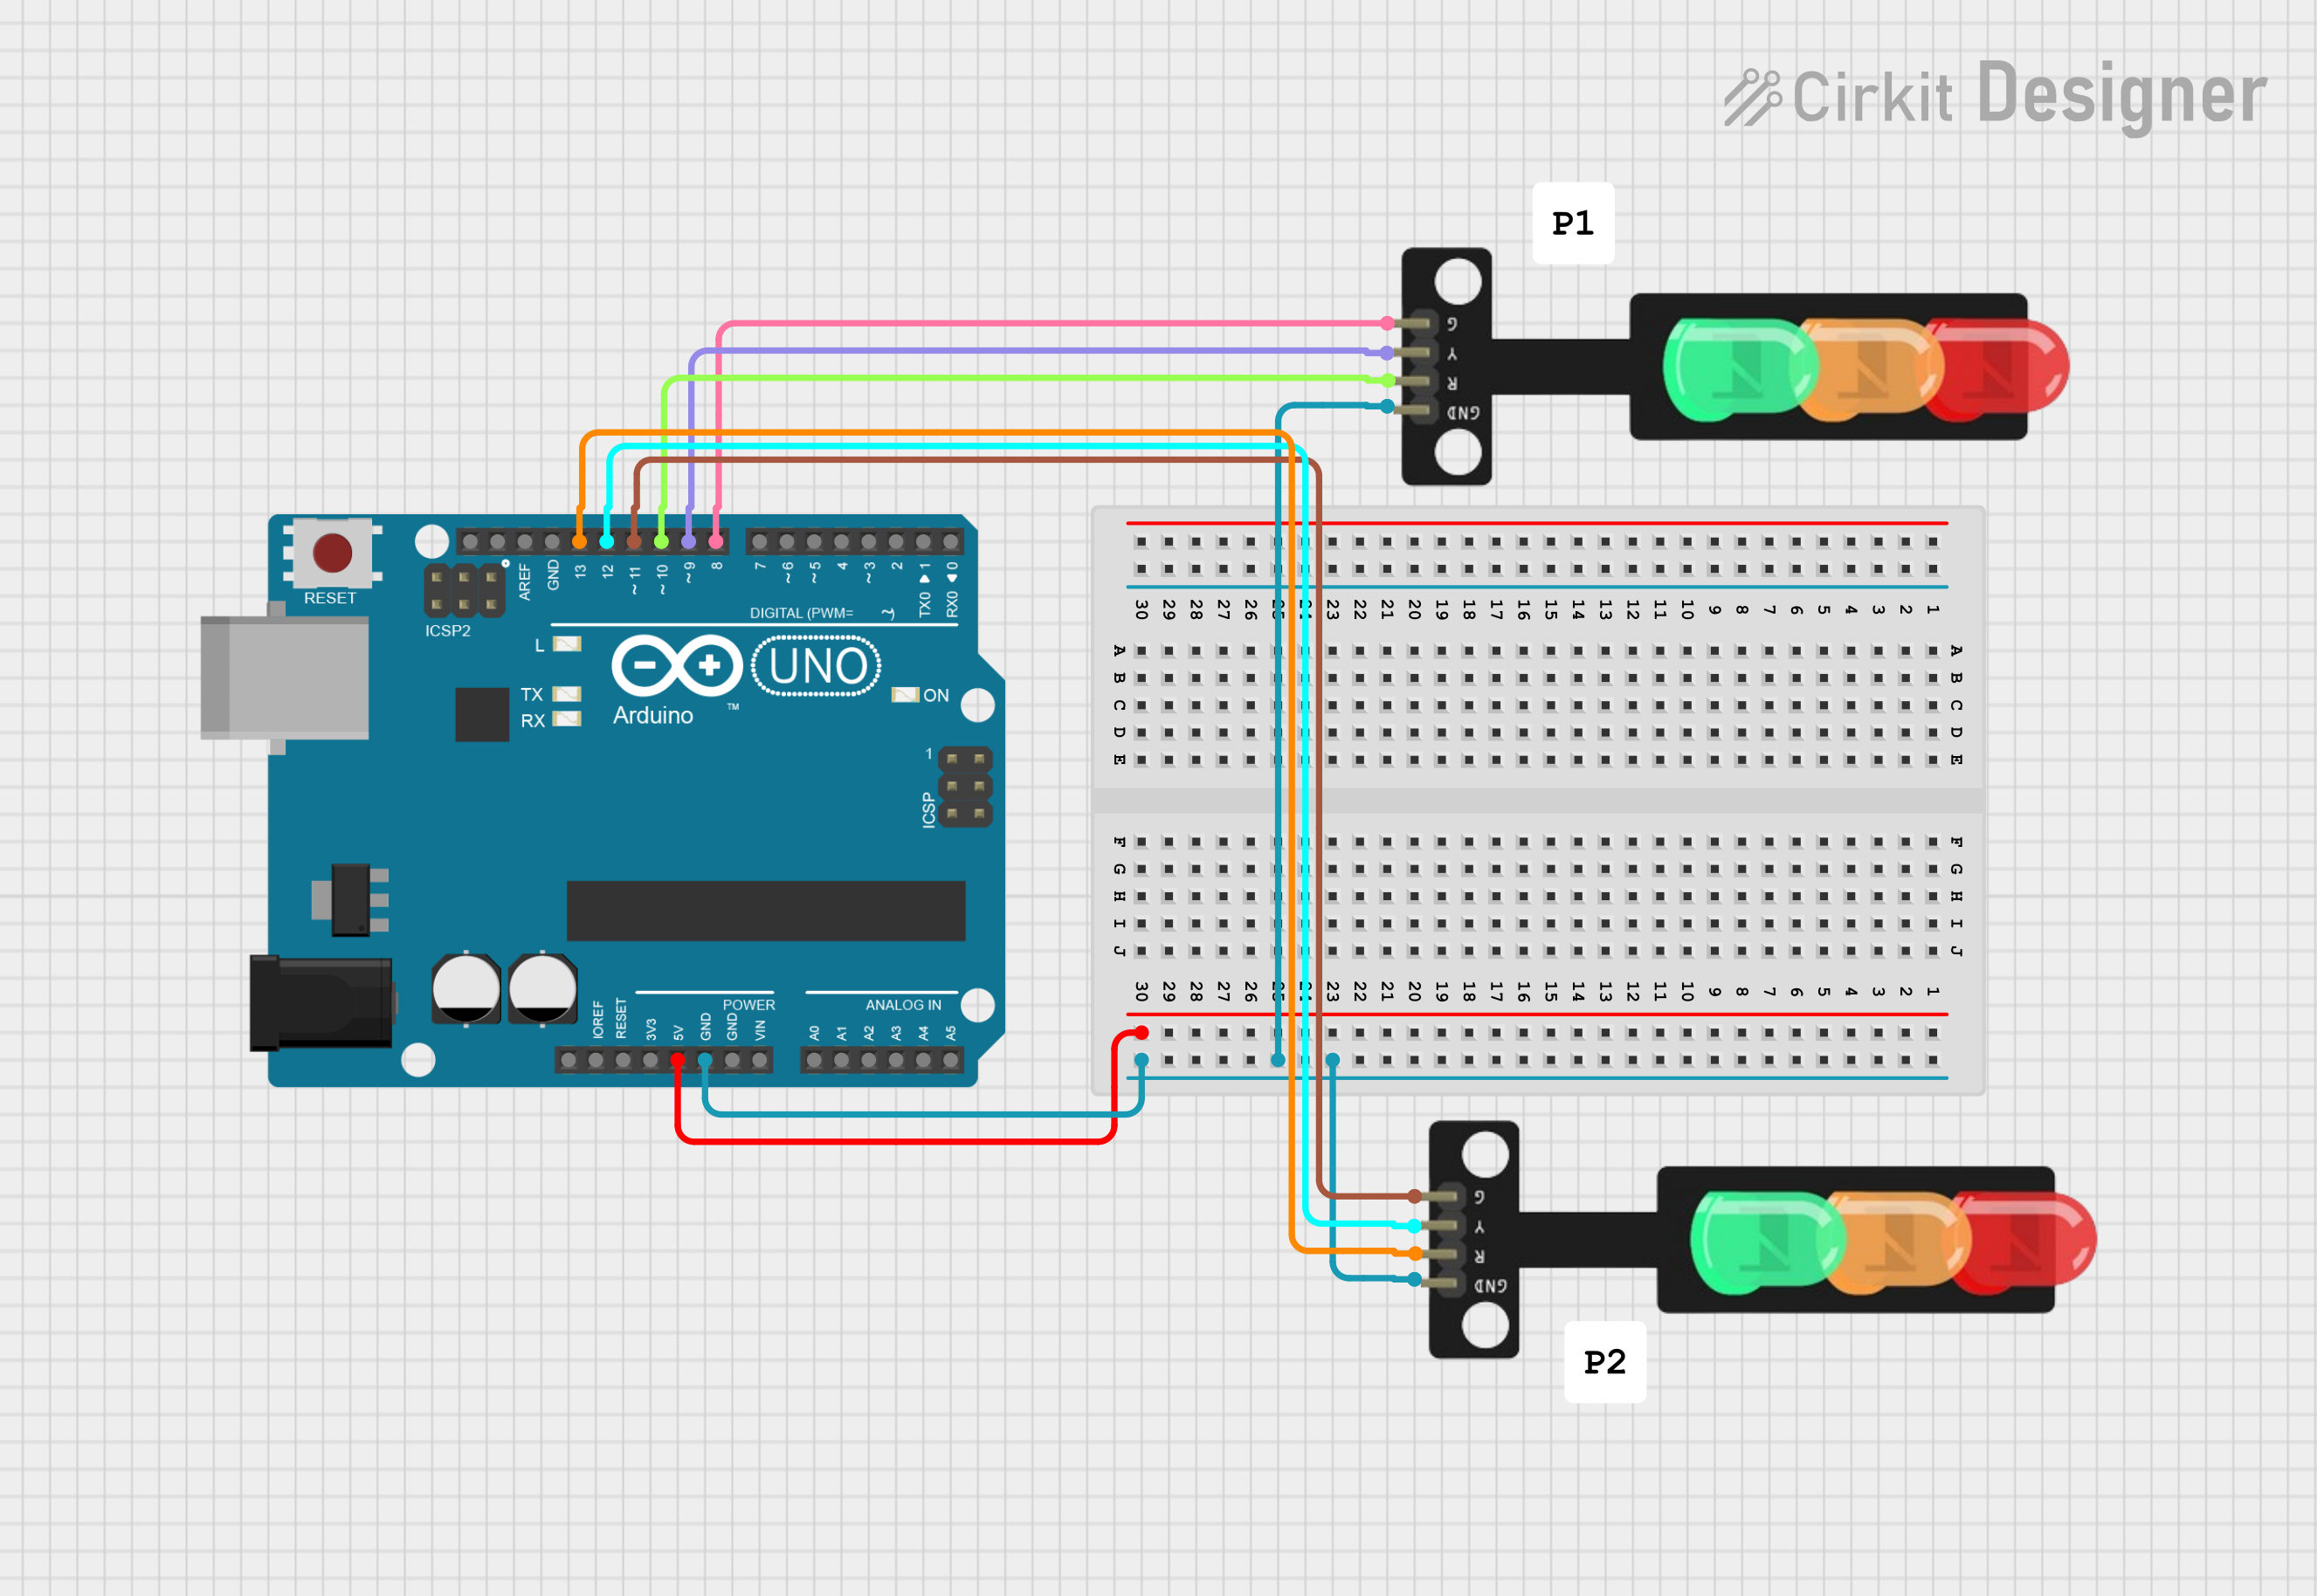 Cirkit Designer
P1
G
Y
R
GND
RESET
ICSP2
AREF
GND
13
12
~11
~10
~9
8
7
~6
~5
4
~3
2
TX0 ▶ 1
RX0 ◀ 0
DIGITAL (PWM= ~)
L
TX
RX
Arduino ™
UNO
ON
1
ICSP
IOREF
RESET
3V3
5V
GND
GND
VIN
POWER
ANALOG IN
A0
A1
A2
A3
A4
A5
30 29 28 27 26 25 24 23 22 21 20 19 18 17 16 15 14 13 12 11 10 9 8 7 6 5 4 3 2 1
A A
B B
C C
D D
E E
F F
G G
H H
I I
J J
30 29 28 27 26 25 24 23 22 21 20 19 18 17 16 15 14 13 12 11 10 9 8 7 6 5 4 3 2 1
G
Y
R
GND
P2